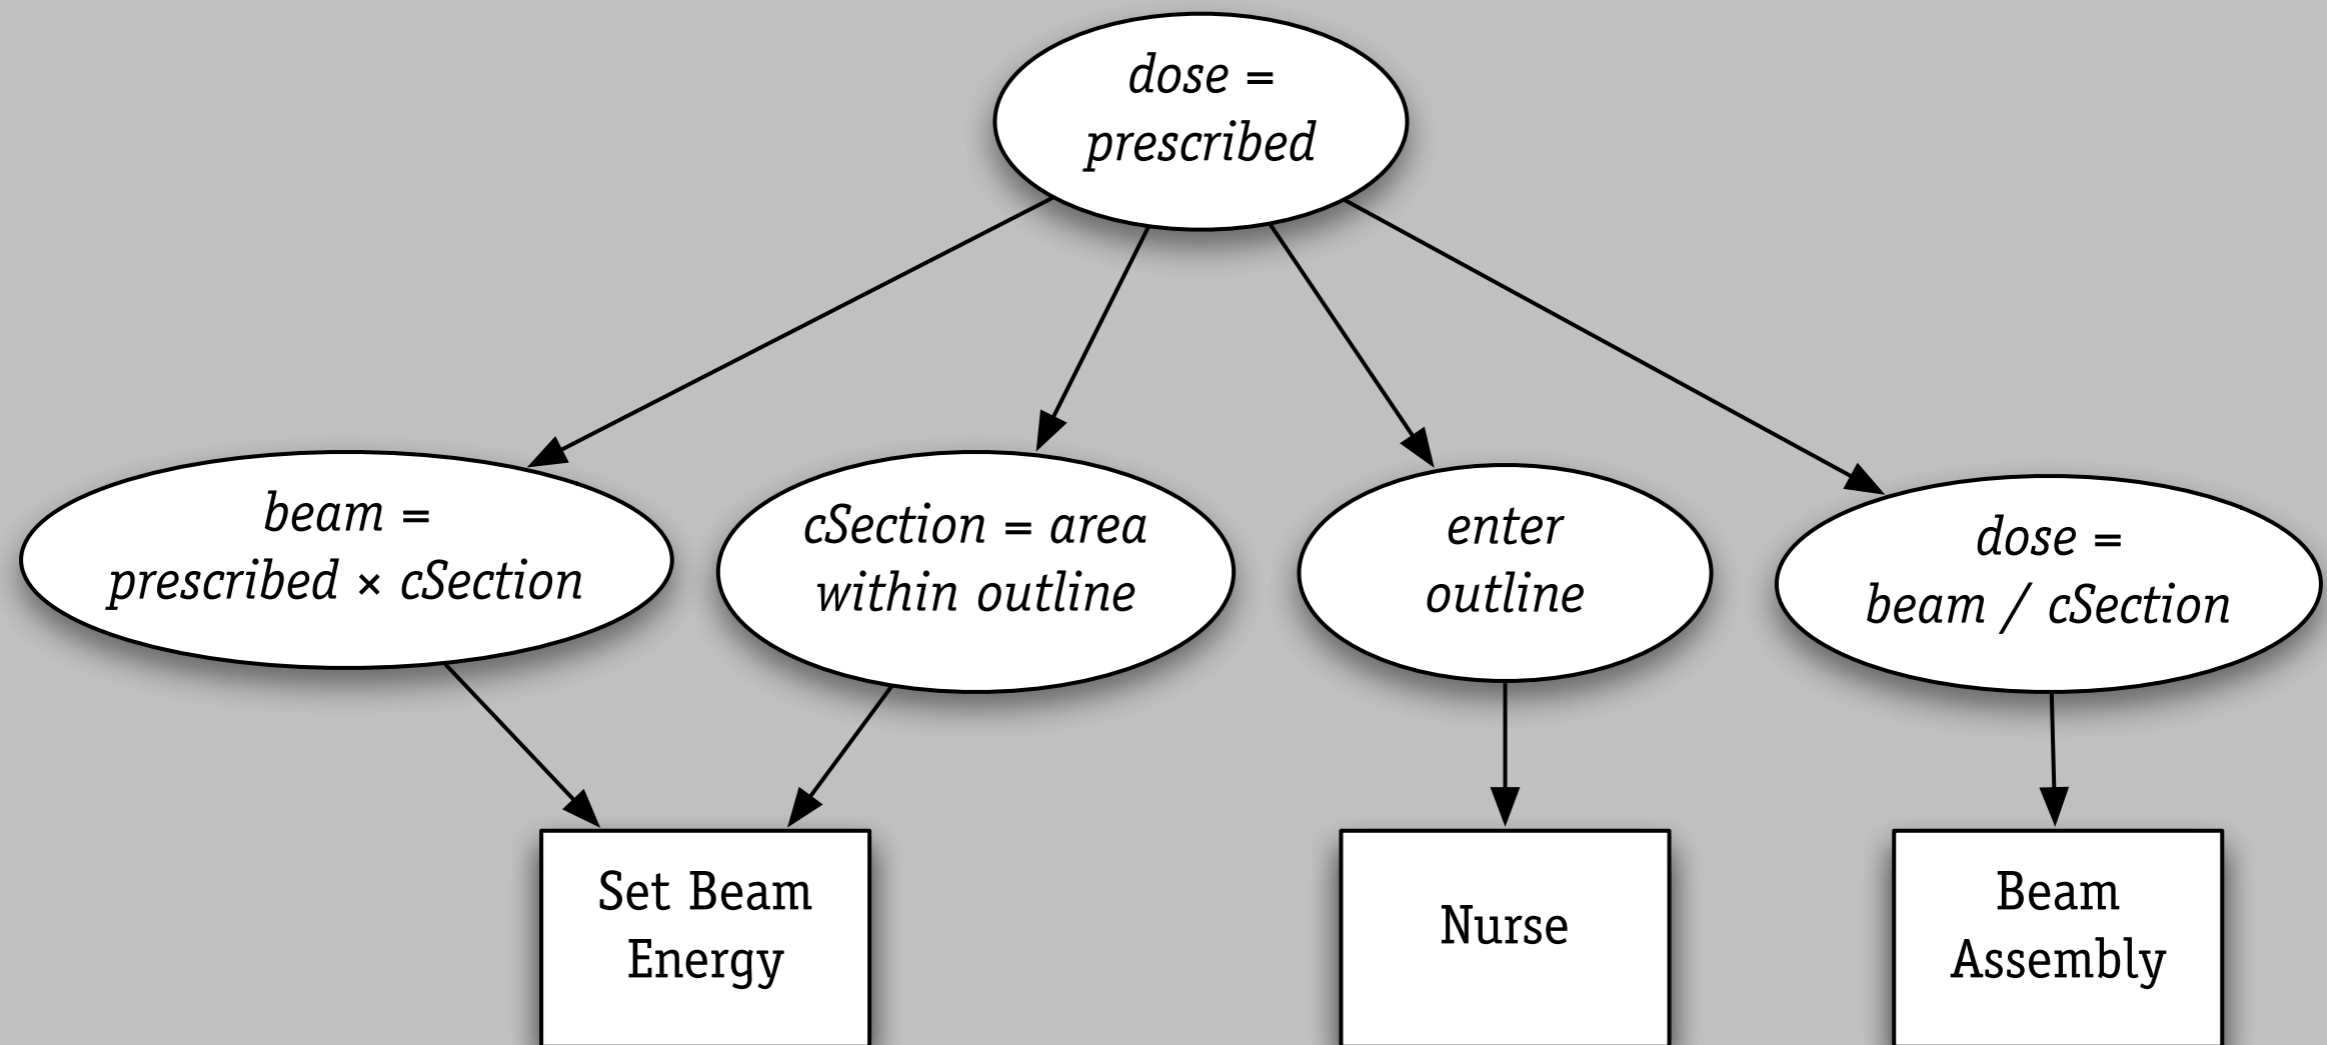 dose =
prescribed
beam =
prescribed × cSection
cSection = area
within outline
enter
outline
dose =
beam / cSection
Set Beam
Energy
Nurse
Beam
Assembly